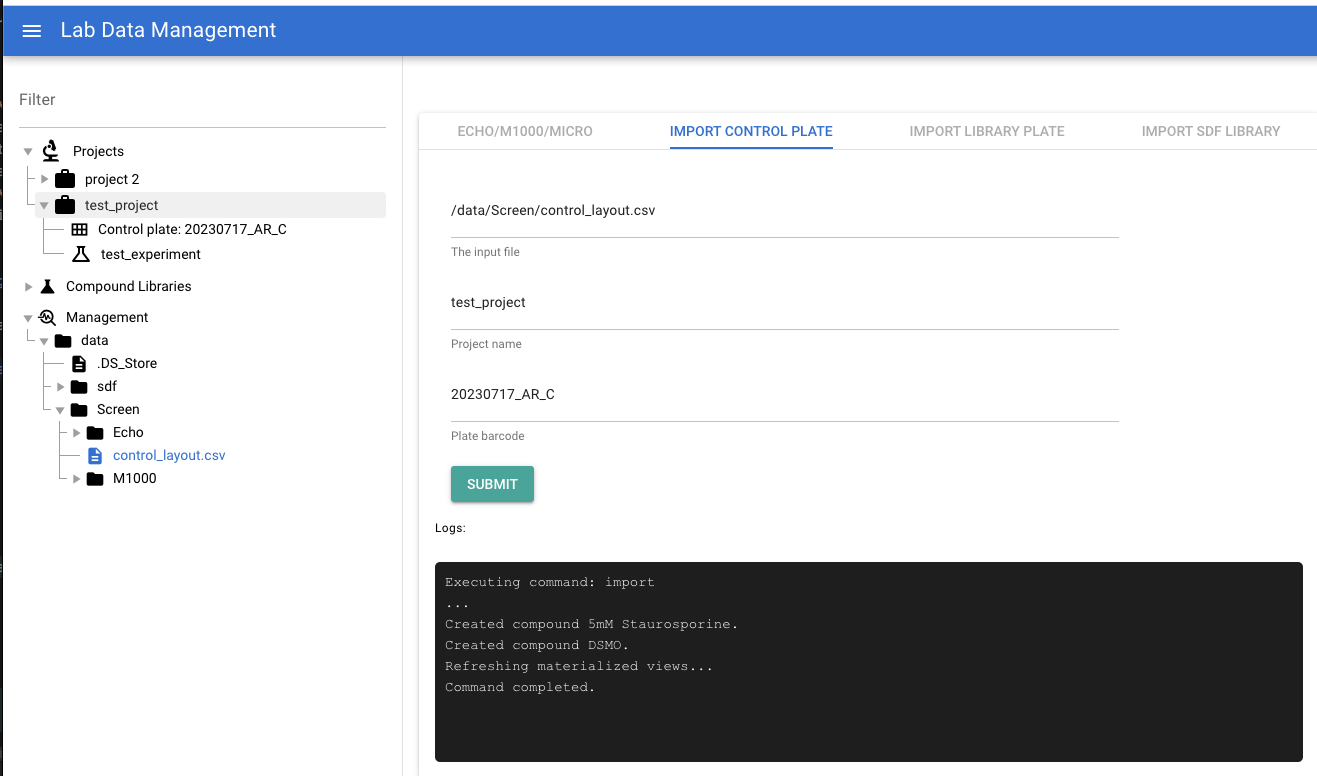 Lab Data Management
Filter
Projects
project 2
test_project
Control plate: 20230717_AR_C
test_experiment
Compound Libraries
Management
data
.DS_Store
sdf
Screen
Echo
control_layout.csv
M1000
ECHO/M1000/MICRO IMPORT CONTROL PLATE IMPORT LIBRARY PLATE IMPORT SDF LIBRARY
/data/Screen/control_layout.csv
The input file
test_project
Project name
20230717_AR_C
Plate barcode
SUBMIT
Logs:
Executing command: import
...
Created compound 5mM Staurosporine.
Created compound DSMO.
Refreshing materialized views...
Command completed.